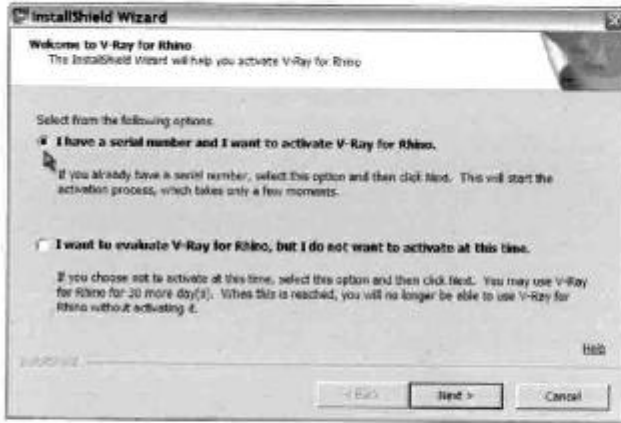 InstallShield Wizard
Welcome to V-Ray for Rhino
The InstallShield Wizard will help you activate V-Ray for Rhino
Select from the following options
I have a serial number and I want to activate V-Ray for Rhino.
If you already have a serial number, select this option and then click Next. This will start the
activation process, which takes only a few moments.
I want to evaluate V-Ray for Rhino, but I do not want to activate at this time.
If you choose not to activate at this time, select this option and then click Next. You may use V-Ray
for Rhino for 30 more day(s). When this is reached, you will no longer be able to use V-Ray for
Rhino without activating it.
Help
InstallShield
< Back Next > Cancel